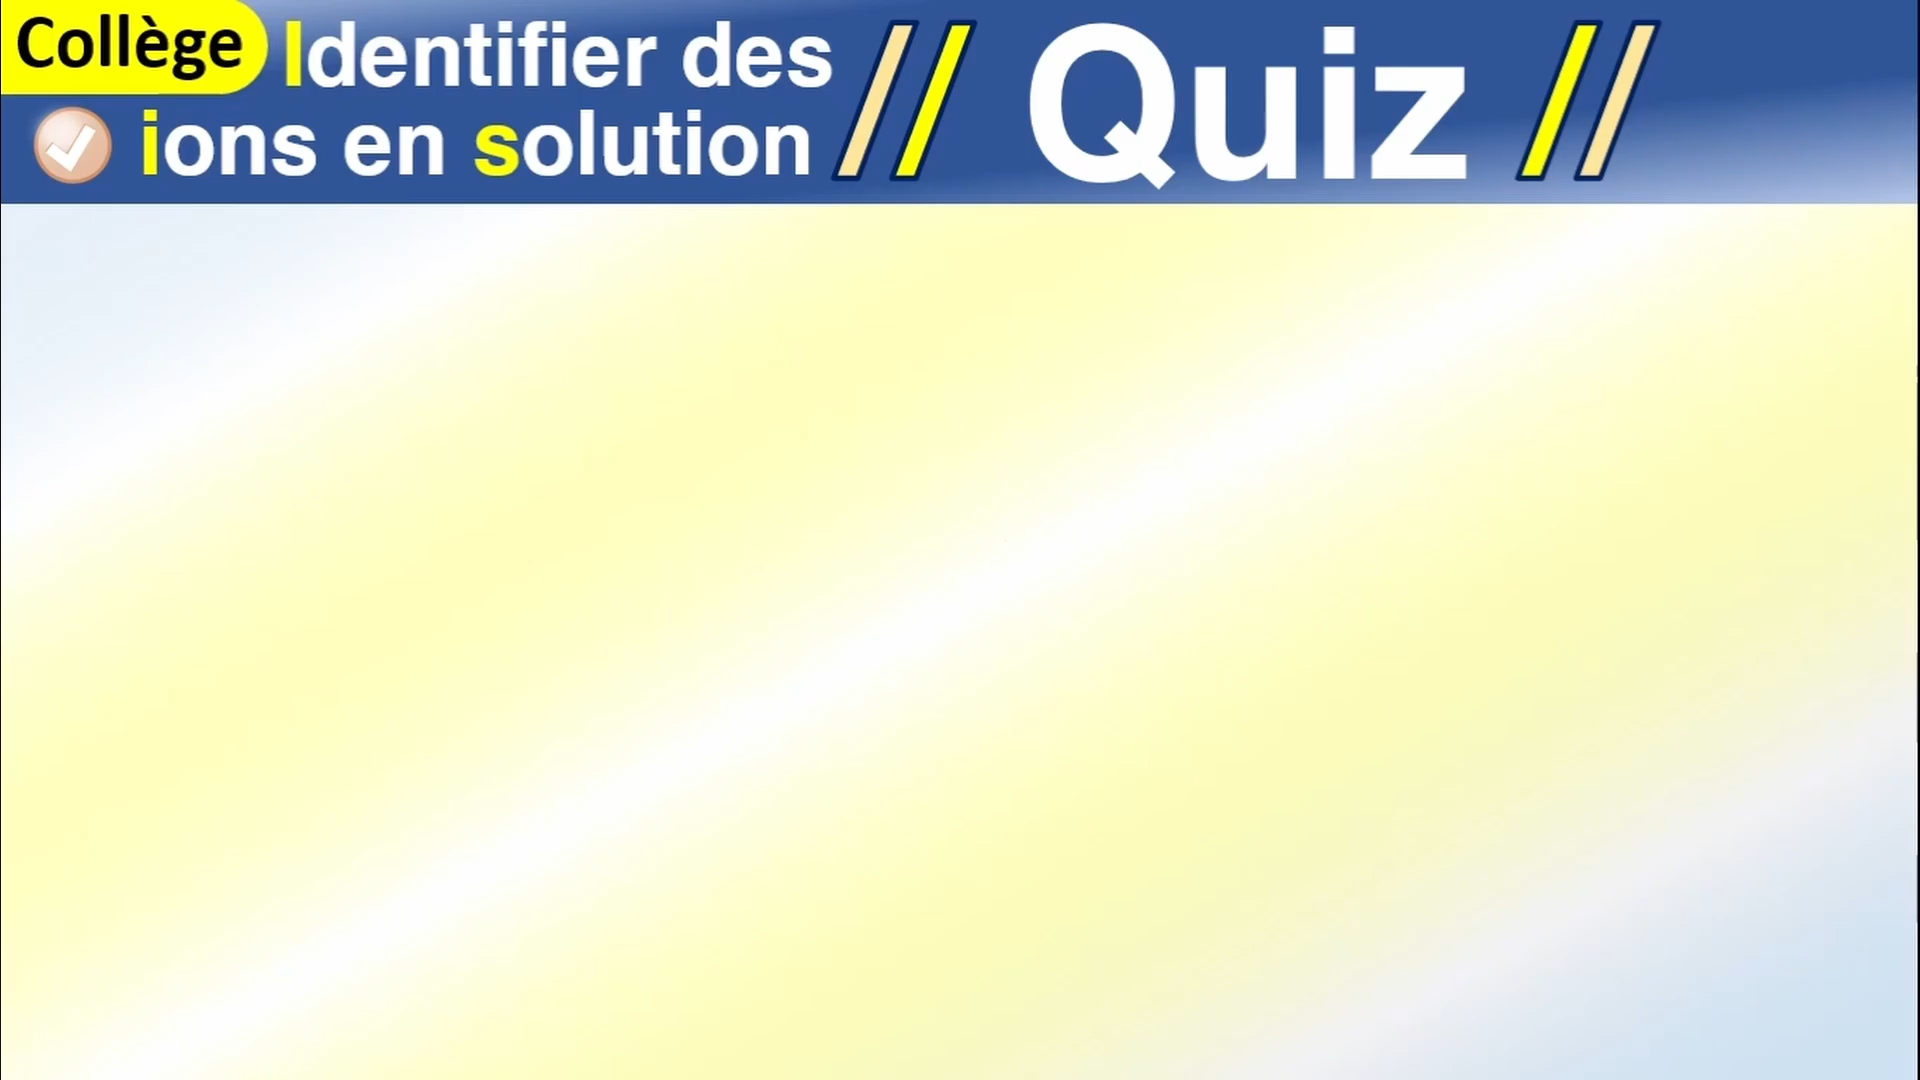 Collège
Identifier des
ions en solution
// Quiz //